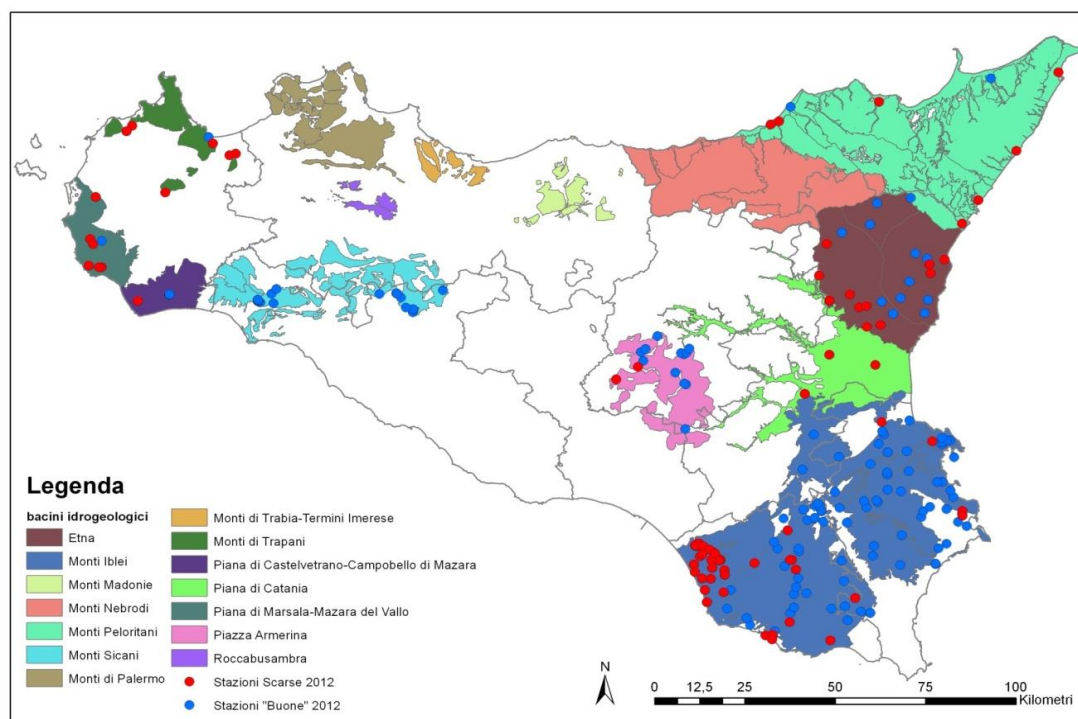 Legenda
bacini idrogeologici
Etna
Monti Iblei
Monti Madonie
Monti Nebrodi
Monti Peloritani
Monti Sicani
Monti di Palermo
Monti di Trabia-Termini Imerese
Monti di Trapani
Piana di Castelvetrano-Campobello di Mazara
Piana di Catania
Piana di Marsala-Mazara del Vallo
Piazza Armerina
Roccabusambra
Stazioni Scarse 2012
Stazioni "Buone" 2012
N
0 12,5 25 50 75 100
Kilometri